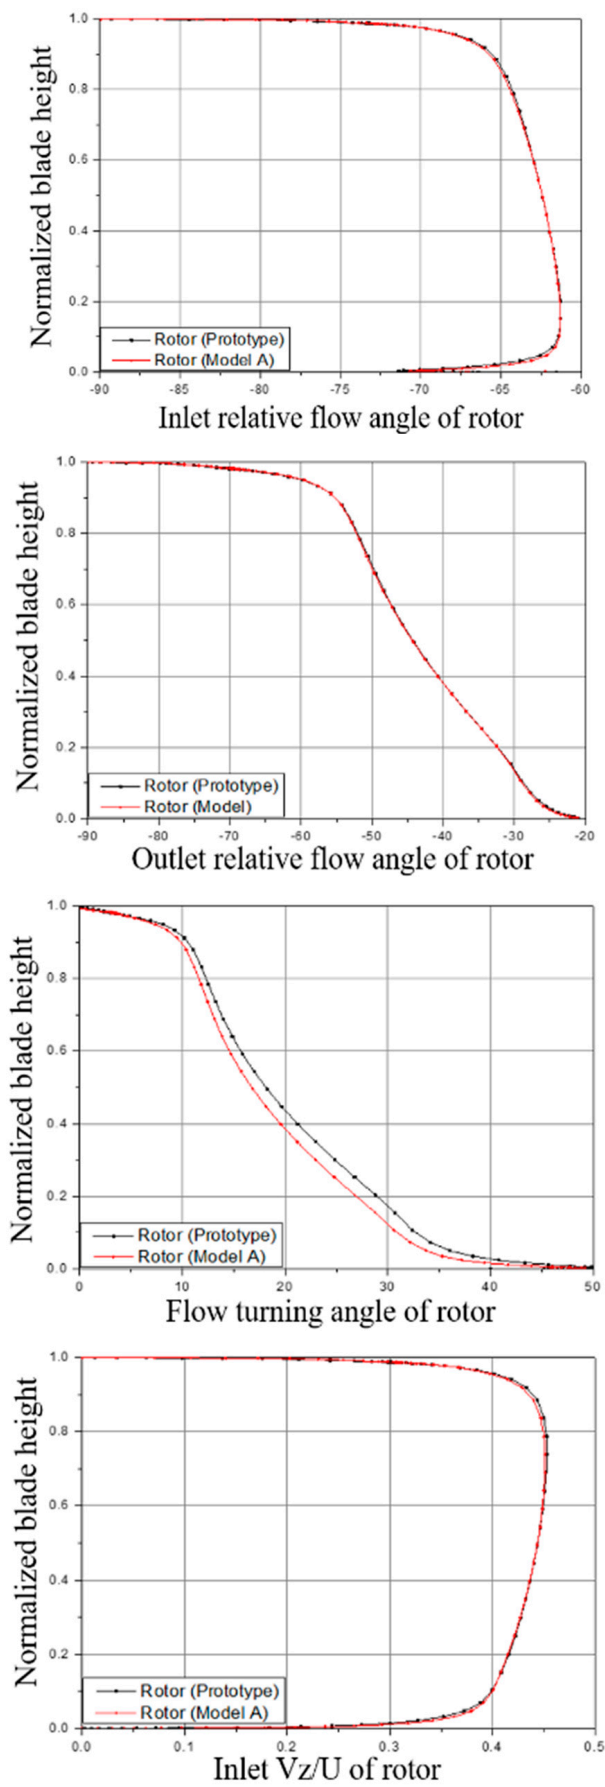 Normalized blade height
1.0
0.8
0.6
0.4
0.2
0.0
Rotor (Prototype)
Rotor (Model A)
-90 -85 -80 -75 -70 -65 -60
Inlet relative flow angle of rotor
Normalized blade height
1.0
0.8
0.6
0.4
0.2
0.0
Rotor (Prototype)
Rotor (Model)
-90 -80 -70 -60 -50 -40 -30 -20
Outlet relative flow angle of rotor
Normalized blade height
1.0
0.8
0.6
0.4
0.2
0.0
Rotor (Prototype)
Rotor (Model A)
0 10 20 30 40 50
Flow turning angle of rotor
Normalized blade height
1.0
0.8
0.6
0.4
0.2
0.0
Rotor (Prototype)
Rotor (Model A)
0.0 0.1 0.2 0.3 0.4 0.5
Inlet Vz/U of rotor